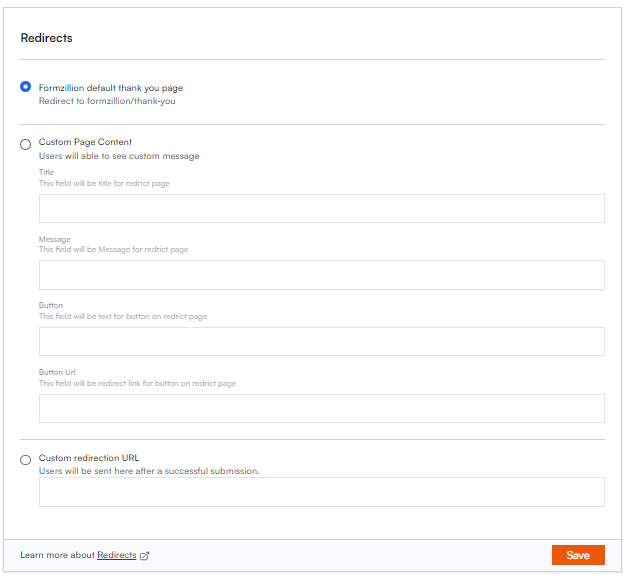 Redirects
Formzillion default thank you page
Redirect to formzillion/thank-you
Custom Page Content
Users will able to see custom message
Title
This field will be title for redrict page
Message
This field will be Message for redrict page
Button
This field will be text for button on redrict page
Button Url
This field will be redirect link for button on redrict page
Custom redirection URL
Users will be sent here after a successful submission.
Learn more about Redirects
Save